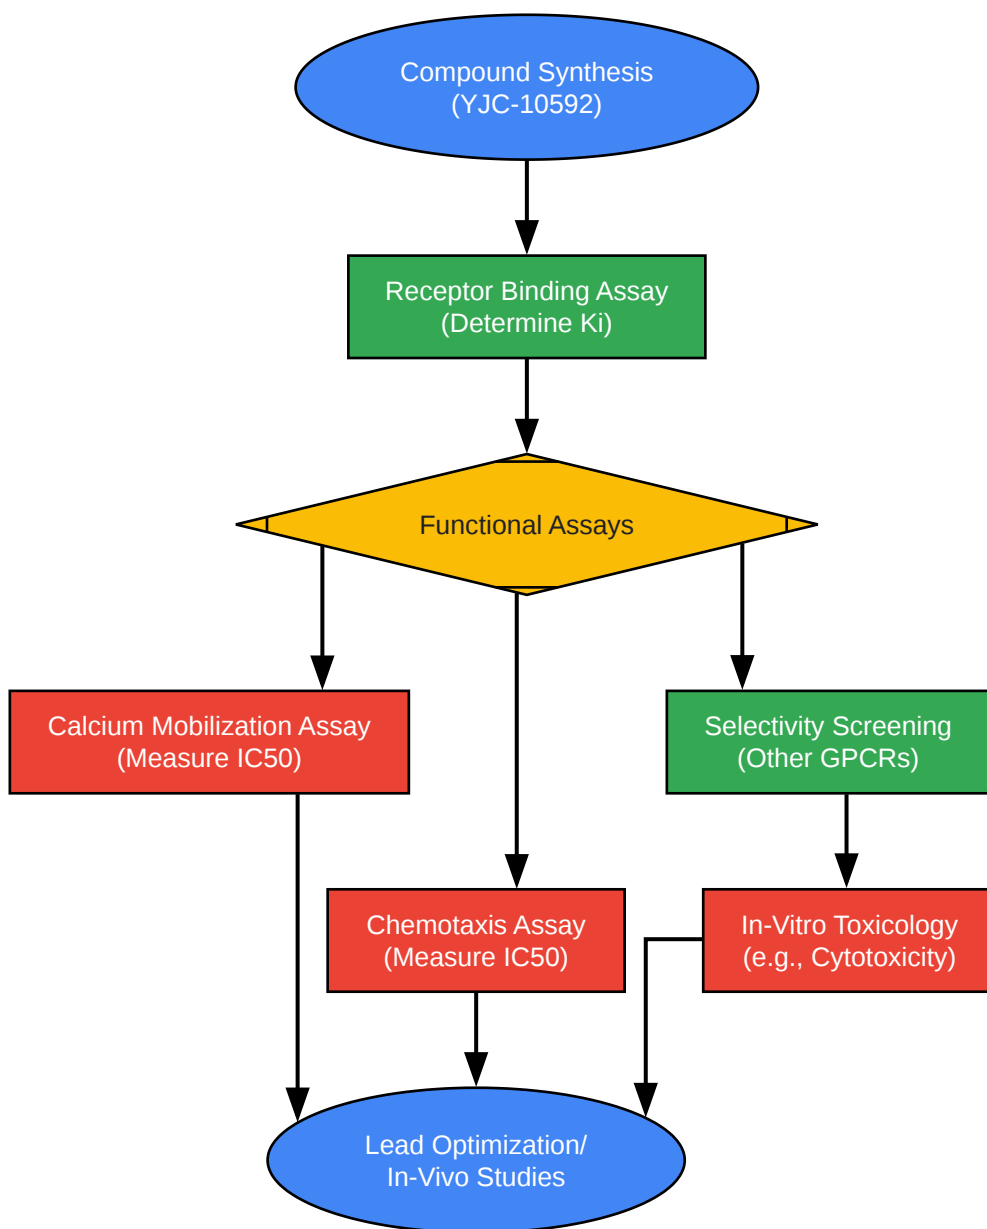 Compound Synthesis
(YJC-10592)
Receptor Binding Assay
(Determine Ki)
Functional Assays
Calcium Mobilization Assay
(Measure IC50)
Selectivity Screening
(Other GPCRs)
Chemotaxis Assay
(Measure IC50)
In-Vitro Toxicology
(e.g., Cytotoxicity)
Lead Optimization/
In-Vivo Studies